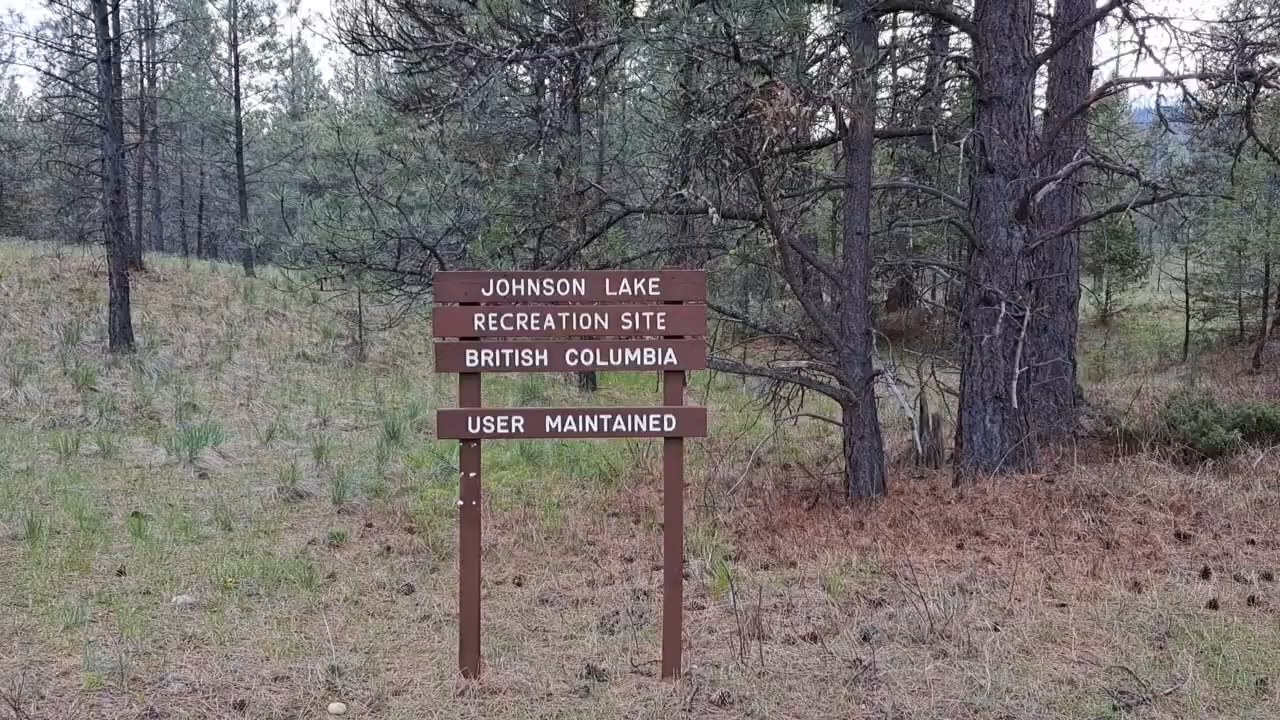 JOHNSON LAKE
RECREATION SITE
BRITISH COLUMBIA
USER MAINTAINED